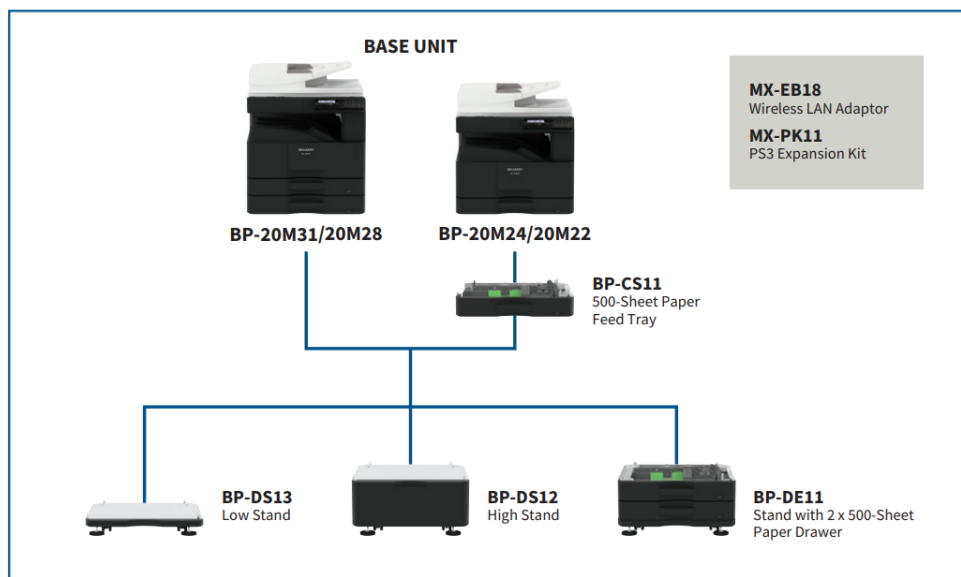 BASE UNIT
MX-EB18
Wireless LAN Adaptor
MX-PK11
PS3 Expansion Kit
SHARP
SHARP
BP-20M31/20M28
BP-20M24/20M22
BP-CS11
500-Sheet Paper
Feed Tray
BP-DS13
Low Stand
BP-DS12
High Stand
BP-DE11
Stand with 2 x 500-Sheet
Paper Drawer